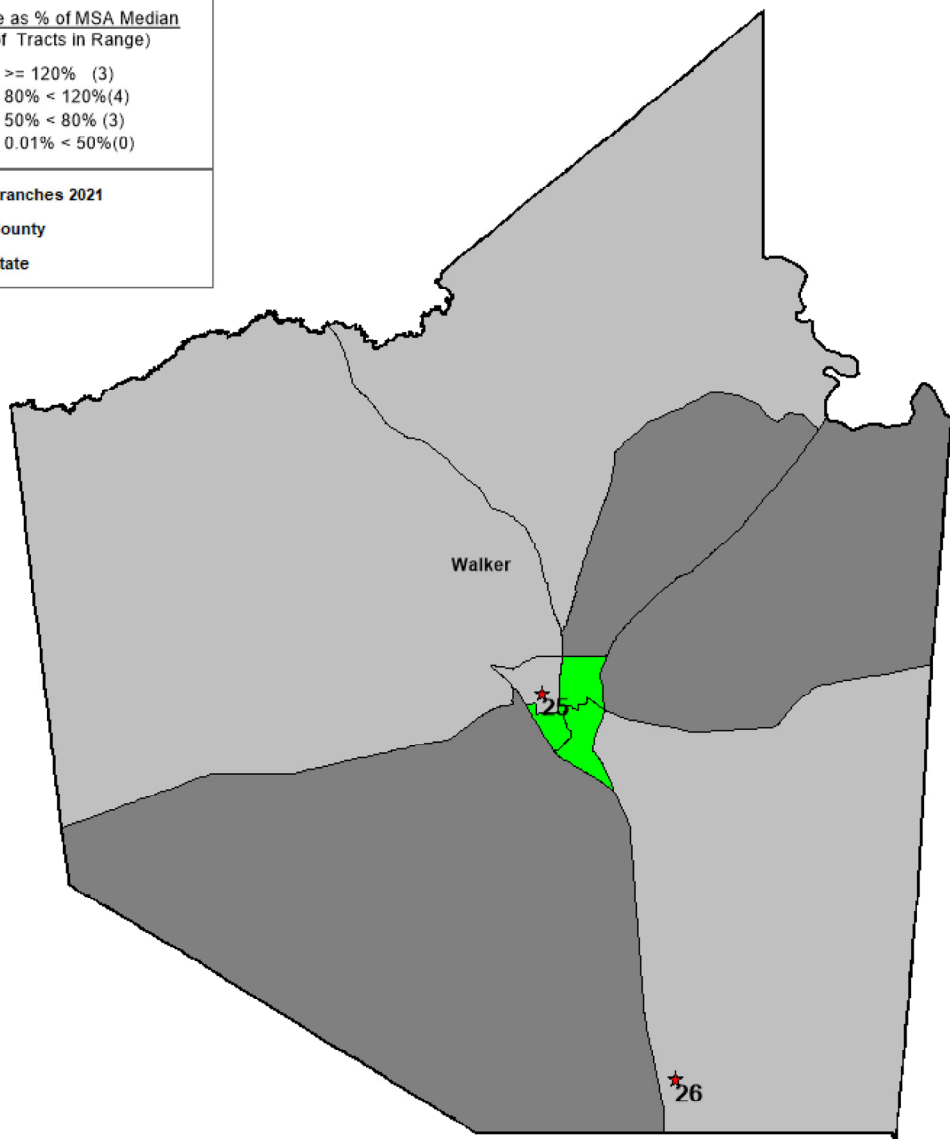 e as % of MSA Median
of Tracts in Range)
>= 120% (3)
80% < 120%(4)
50% < 80% (3)
0.01% < 50%(0)
ranches 2021
ounty
tate
Walker
25
26